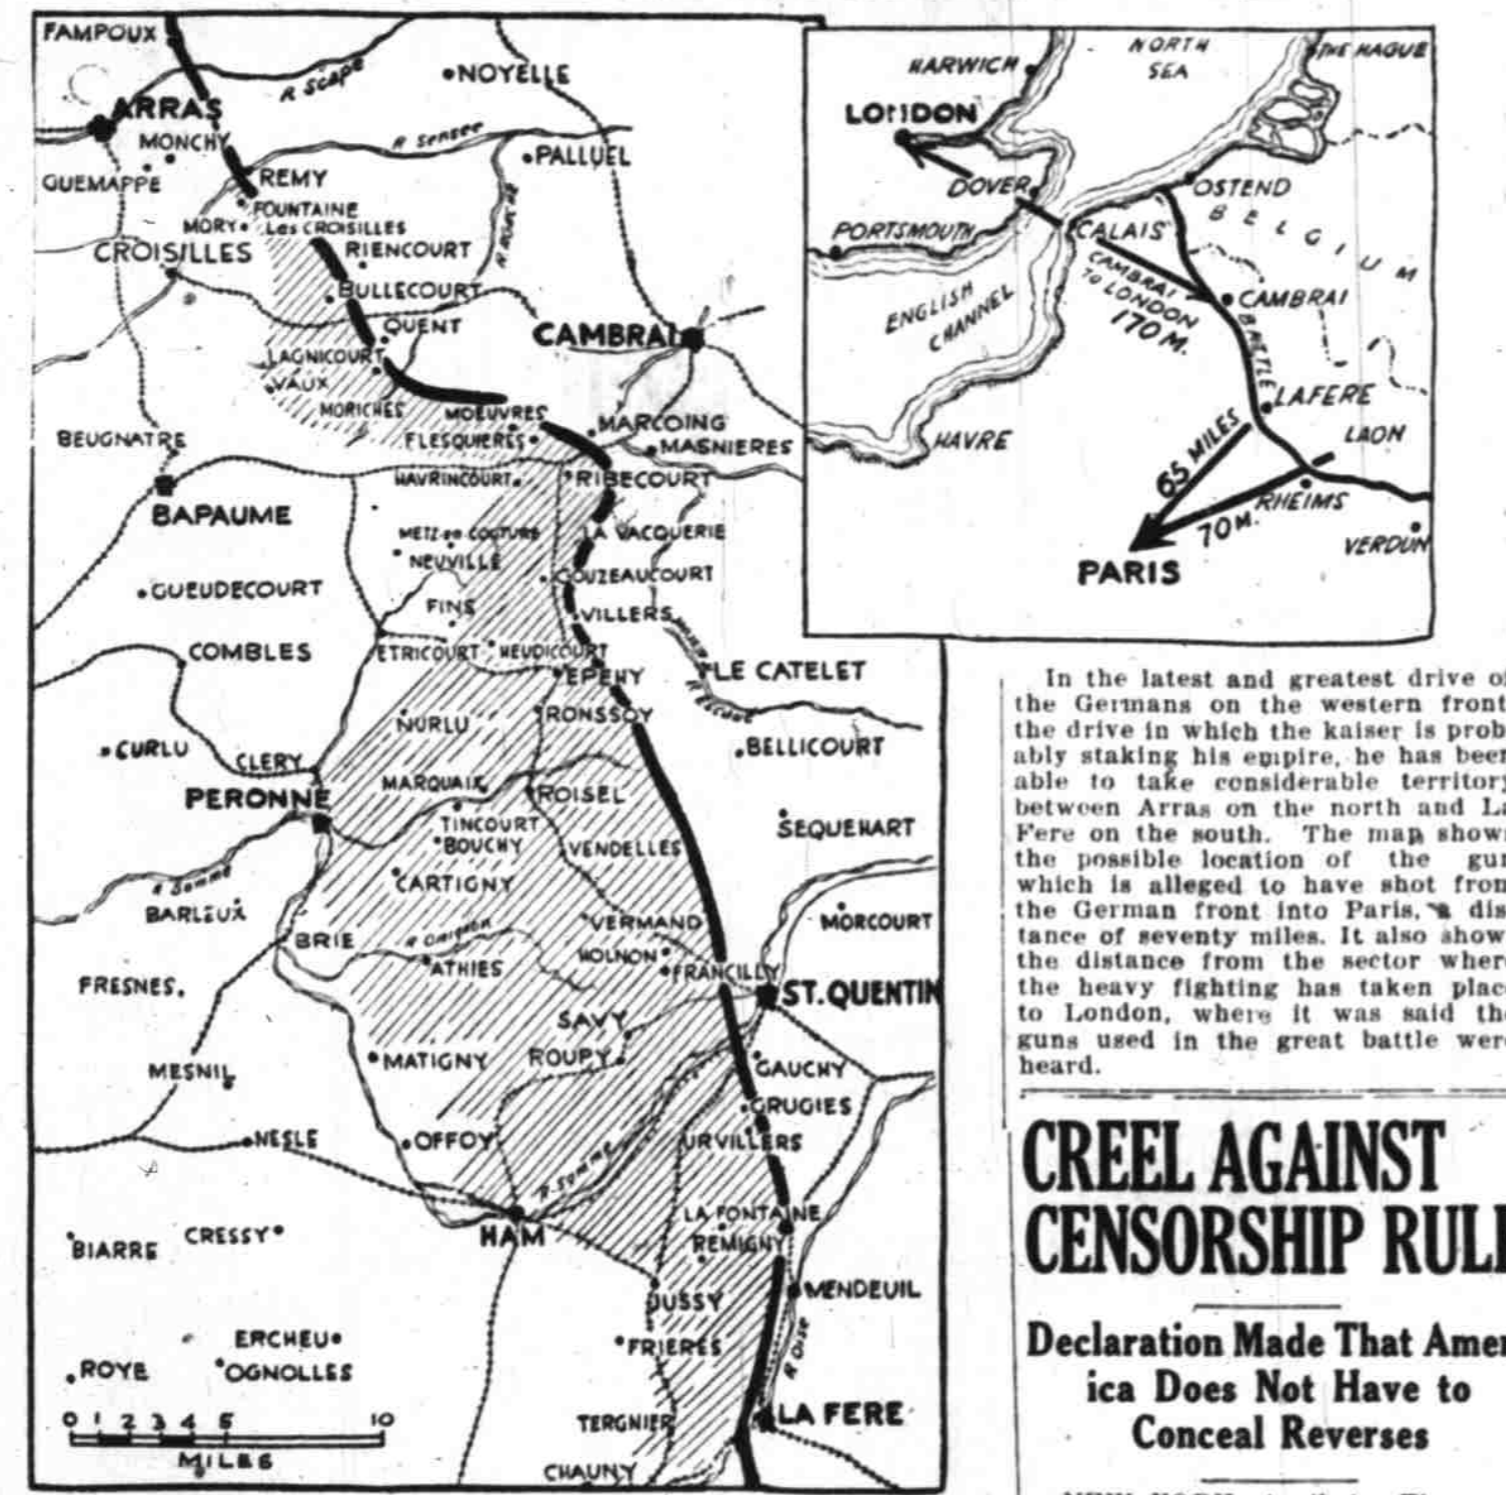 FAMPOUX
R Scape
NOYELLE
ARRAS
MONCHY
R Sensee
PALLUEL
GUEMAPPE
REMY
FOUNTAINE
Les CROISILLES
MORY
CROISILLES
RIENCOURT
BULLECOURT
QUENT
CAMBRAI
LAGNICOURT
VAUX
MORICHES
MOEUVRES
MARCOING
BEUGNATRE
FLESQUIERES
MASNIERES
HAVRINCOURT
RIBECOURT
BAPAUME
METZ-en-COUTURE
LA VACQUERIE
NEUVILLE
GOUZEAUCOURT
GUEUDECOURT
FINS
VILLERS
COMBLES
ETRICOURT
HEUDICOURT
EPEHY
LE CATELET
R Escaut
NURLU
RONSSOY
CURLU
CLERY
BELLICOURT
MARQUAIX
PERONNE
ROISEL
TINCOURT
BOUCHY
VENDELLES
SEQUEHART
R Somme
CARTIGNY
BARLEUX
VERMAND
MORCOURT
BRIE
R Omignon
HOLNON
ATHIES
FRANCILLY
FRESNES.
ST. QUENTIN
SAVY
MATIGNY
ROUPY
MESNIL
GAUCHY
GRUGIES
NESLE
OFFOY
URVILLERS
R. Somme
LA FONTAINE
BIARRE
CRESSY
HAM
REMIGNY
MENDEUIL
JUSSY
ERCHEU
FRIERES
R Oise
ROYE
OGNOLLES
TERGNIER
LA FERE
0 1 2 3 4 5 10
MILES
CHAUNY
NORTH
SEA
THE HAGUE
HARWICH
LONDON
DOVER
OSTEND
BELGIUM
PORTSMOUTH
CALAIS
CAMBRAI
TO LONDON
170 M.
CAMBRAI
ENGLISH
CHANNEL
BATTLE
LAFERE
HAVRE
LAON
65 MILES
RHEIMS
70 M.
VERDUN
PARIS
In the latest and greatest drive of
the Germans on the western front,
the drive in which the kaiser is prob-
ably staking his empire, he has been
able to take considerable territory
between Arras on the north and La
Fere on the south. The map shows
the possible location of the gun
which is alleged to have shot from
the German front into Paris, a dis-
tance of seventy miles. It also shows
the distance from the sector where
the heavy fighting has taken place
to London, where it was said the
guns used in the great battle were
heard.
CREEL AGAINST
CENSORSHIP RULE
Declaration Made That Amer-
ica Does Not Have to
Conceal Reverses